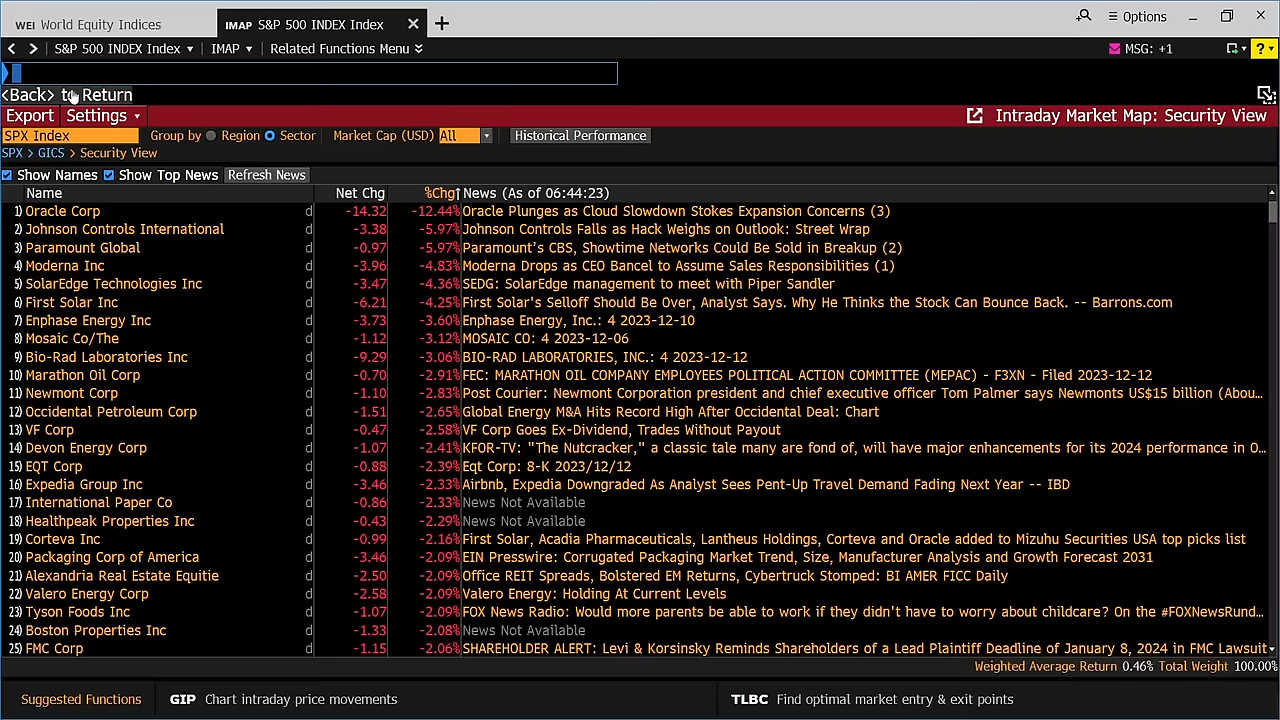 WEI World Equity Indices IMAP S&P 500 INDEX Index × + Options
S&P 500 INDEX Index IMAP Related Functions Menu MSG: +1 ?
<Back> to Return
Export Settings Intraday Market Map: Security View
SPX Index Group by Region Sector Market Cap (USD) All Historical Performance
SPX > GICS > Security View
Show Names Show Top News Refresh News
Name Net Chg %Chg↑ News (As of 06:44:23)
1) Oracle Corp d -14.32 -12.44% Oracle Plunges as Cloud Slowdown Stokes Expansion Concerns (3)
2) Johnson Controls International d -3.38 -5.97% Johnson Controls Falls as Hack Weighs on Outlook: Street Wrap
3) Paramount Global d -0.97 -5.97% Paramount's CBS, Showtime Networks Could Be Sold in Breakup (2)
4) Moderna Inc d -3.96 -4.83% Moderna Drops as CEO Bancel to Assume Sales Responsibilities (1)
5) SolarEdge Technologies Inc d -3.47 -4.36% SEDG: SolarEdge management to meet with Piper Sandler
6) First Solar Inc d -6.21 -4.25% First Solar's Selloff Should Be Over, Analyst Says. Why He Thinks the Stock Can Bounce Back. -- Barrons.com
7) Enphase Energy Inc d -3.73 -3.60% Enphase Energy, Inc.: 4 2023-12-10
8) Mosaic Co/The d -1.12 -3.12% MOSAIC CO: 4 2023-12-06
9) Bio-Rad Laboratories Inc d -9.29 -3.06% BIO-RAD LABORATORIES, INC.: 4 2023-12-12
10) Marathon Oil Corp d -0.70 -2.91% FEC: MARATHON OIL COMPANY EMPLOYEES POLITICAL ACTION COMMITTEE (MEPAC) - F3XN - Filed 2023-12-12
11) Newmont Corp d -1.10 -2.83% Post Courier: Newmont Corporation president and chief executive officer Tom Palmer says Newmonts US$15 billion (Abou...
12) Occidental Petroleum Corp d -1.51 -2.65% Global Energy M&A Hits Record High After Occidental Deal: Chart
13) VF Corp d -0.47 -2.58% VF Corp Goes Ex-Dividend, Trades Without Payout
14) Devon Energy Corp d -1.07 -2.41% KFOR-TV: "The Nutcracker," a classic tale many are fond of, will have major enhancements for its 2024 performance in O...
15) EQT Corp d -0.88 -2.39% Eqt Corp: 8-K 2023/12/12
16) Expedia Group Inc d -3.46 -2.33% Airbnb, Expedia Downgraded As Analyst Sees Pent-Up Travel Demand Fading Next Year -- IBD
17) International Paper Co d -0.86 -2.33% News Not Available
18) Healthpeak Properties Inc d -0.43 -2.29% News Not Available
19) Corteva Inc d -0.99 -2.16% First Solar, Acadia Pharmaceuticals, Lantheus Holdings, Corteva and Oracle added to Mizuhu Securities USA top picks list
20) Packaging Corp of America d -3.46 -2.09% EIN Presswire: Corrugated Packaging Market Trend, Size, Manufacturer Analysis and Growth Forecast 2031
21) Alexandria Real Estate Equitie d -2.50 -2.09% Office REIT Spreads, Bolstered EM Returns, Cybertruck Stomped: BI AMER FICC Daily
22) Valero Energy Corp d -2.58 -2.09% Valero Energy: Holding At Current Levels
23) Tyson Foods Inc d -1.07 -2.09% FOX News Radio: Would more parents be able to work if they didn't have to worry about childcare? On the #FOXNewsRund...
24) Boston Properties Inc d -1.33 -2.08% News Not Available
25) FMC Corp d -1.15 -2.06% SHAREHOLDER ALERT: Levi & Korsinsky Reminds Shareholders of a Lead Plaintiff Deadline of January 8, 2024 in FMC Lawsuit
Weighted Average Return 0.46% Total Weight 100.00%
Suggested Functions GIP Chart intraday price movements TLBC Find optimal market entry & exit points